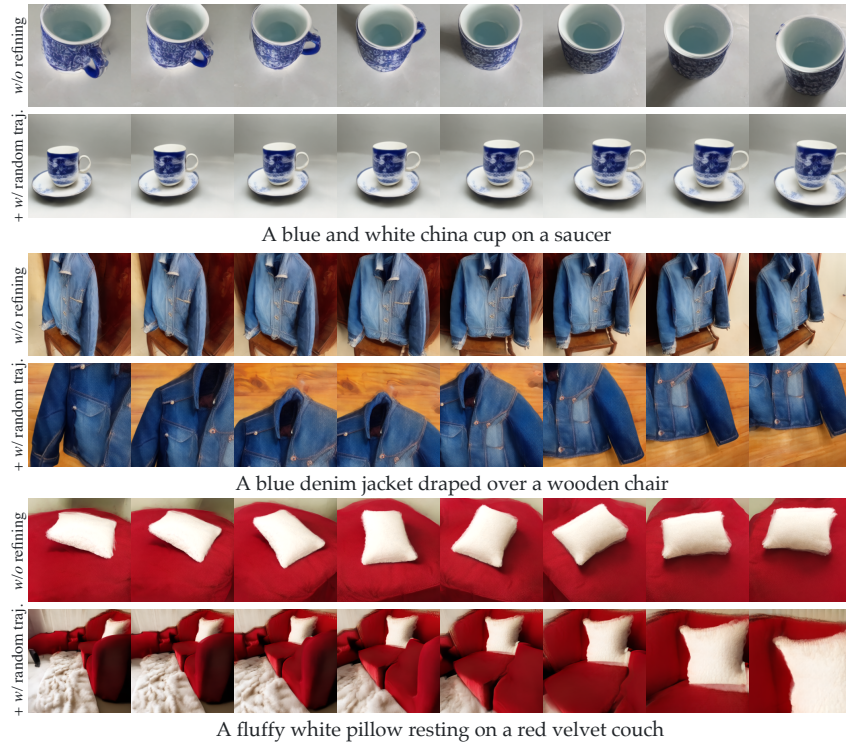 w/o refining
+ w/ random traj.
A blue and white china cup on a saucer
w/o refining
+ w/ random traj.
A blue denim jacket draped over a wooden chair
w/o refining
+ w/ random traj.
A fluffy white pillow resting on a red velvet couch